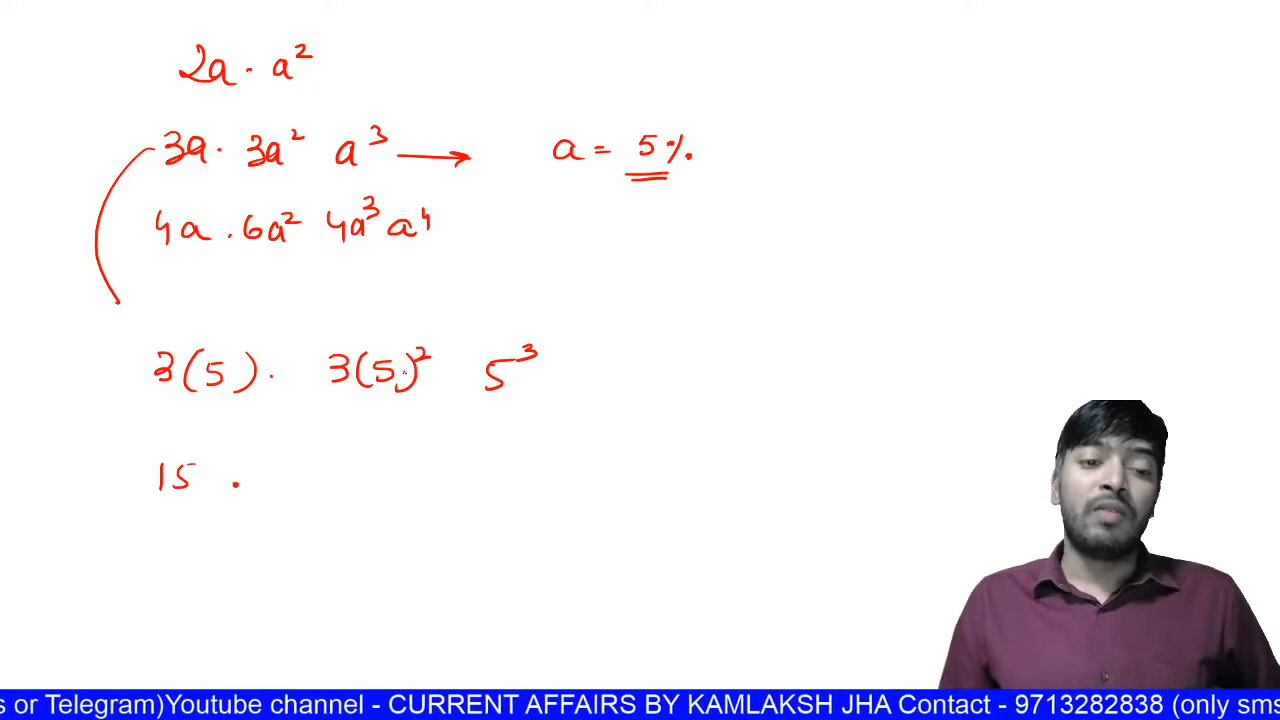 2a . a²
3a . 3a² a³ → a = 5%.
4a . 6a² 4a³ a⁴
3(5) . 3(5)² 5³
15 .
s or Telegram)Youtube channel - CURRENT AFFAIRS BY KAMLAKSH JHA Contact - 9713282838 (only sms